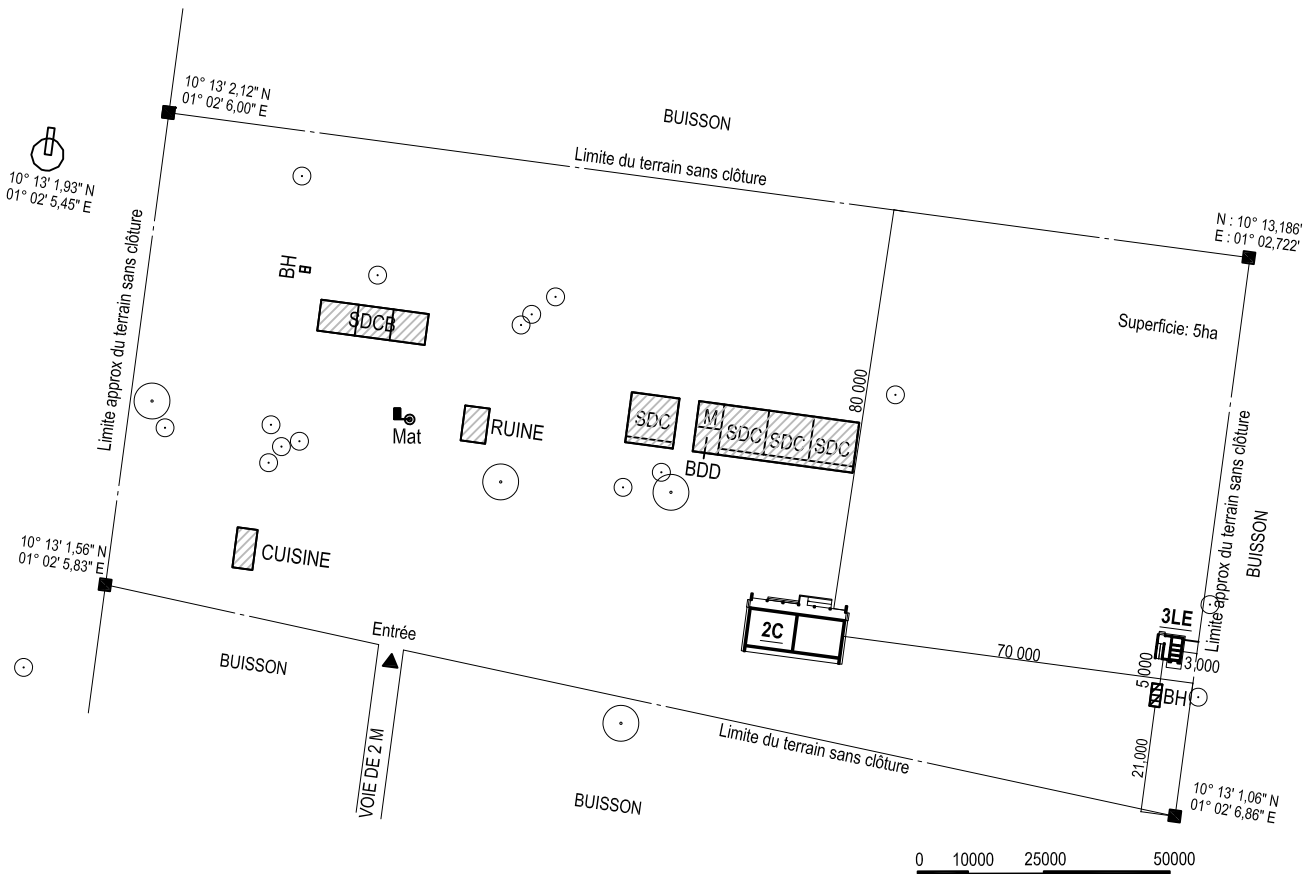 10° 13' 2,12" N
01° 02' 6,00" E
BUISSON
Limite du terrain sans clôture
10° 13' 1,93" N
01° 02' 5,45" E
N : 10° 13,186'
E : 01° 02,722'
Limite approx du terrain sans clôture
BH
SDCB
Superficie: 5ha
80 000
Mat
RUINE
SDC
M
SDC
SDC
SDC
BDD
Limite approx du terrain sans clôture
BUISSON
10° 13' 1,56" N
01° 02' 5,83" E
CUISINE
Entrée
2C
3LE
70 000
5 000
3,000
BH
BUISSON
VOIE DE 2 M
Limite du terrain sans clôture
21,000
BUISSON
10° 13' 1,06" N
01° 02' 6,86" E
0 10000 25000 50000